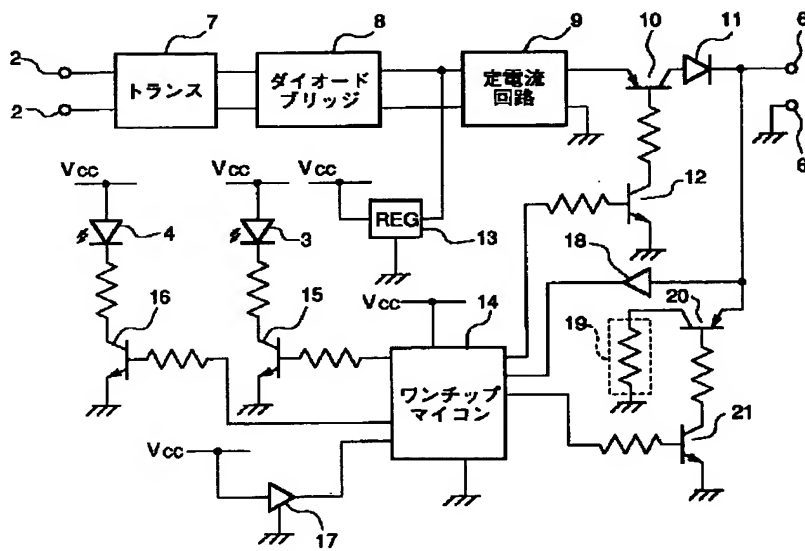 7
8
9
10
11
6
2
2
トランス
ダイオード
ブリッジ
定電流
回路
6
Vcc
Vcc
Vcc
12
4
3
REG
13
18
16
15
Vcc
14
20
19
ワンチップ
マイコン
21
Vcc
17